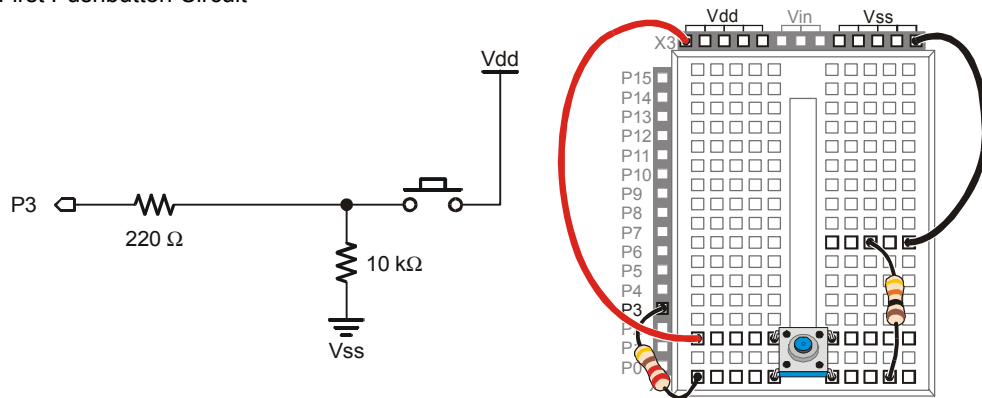 First Pushbutton Circuit
Vdd
P3
220 Ω
10 kΩ
Vss
Vdd Vin Vss
X3
P15
P14
P13
P12
P11
P10
P9
P8
P7
P6
P5
P4
P3
P0